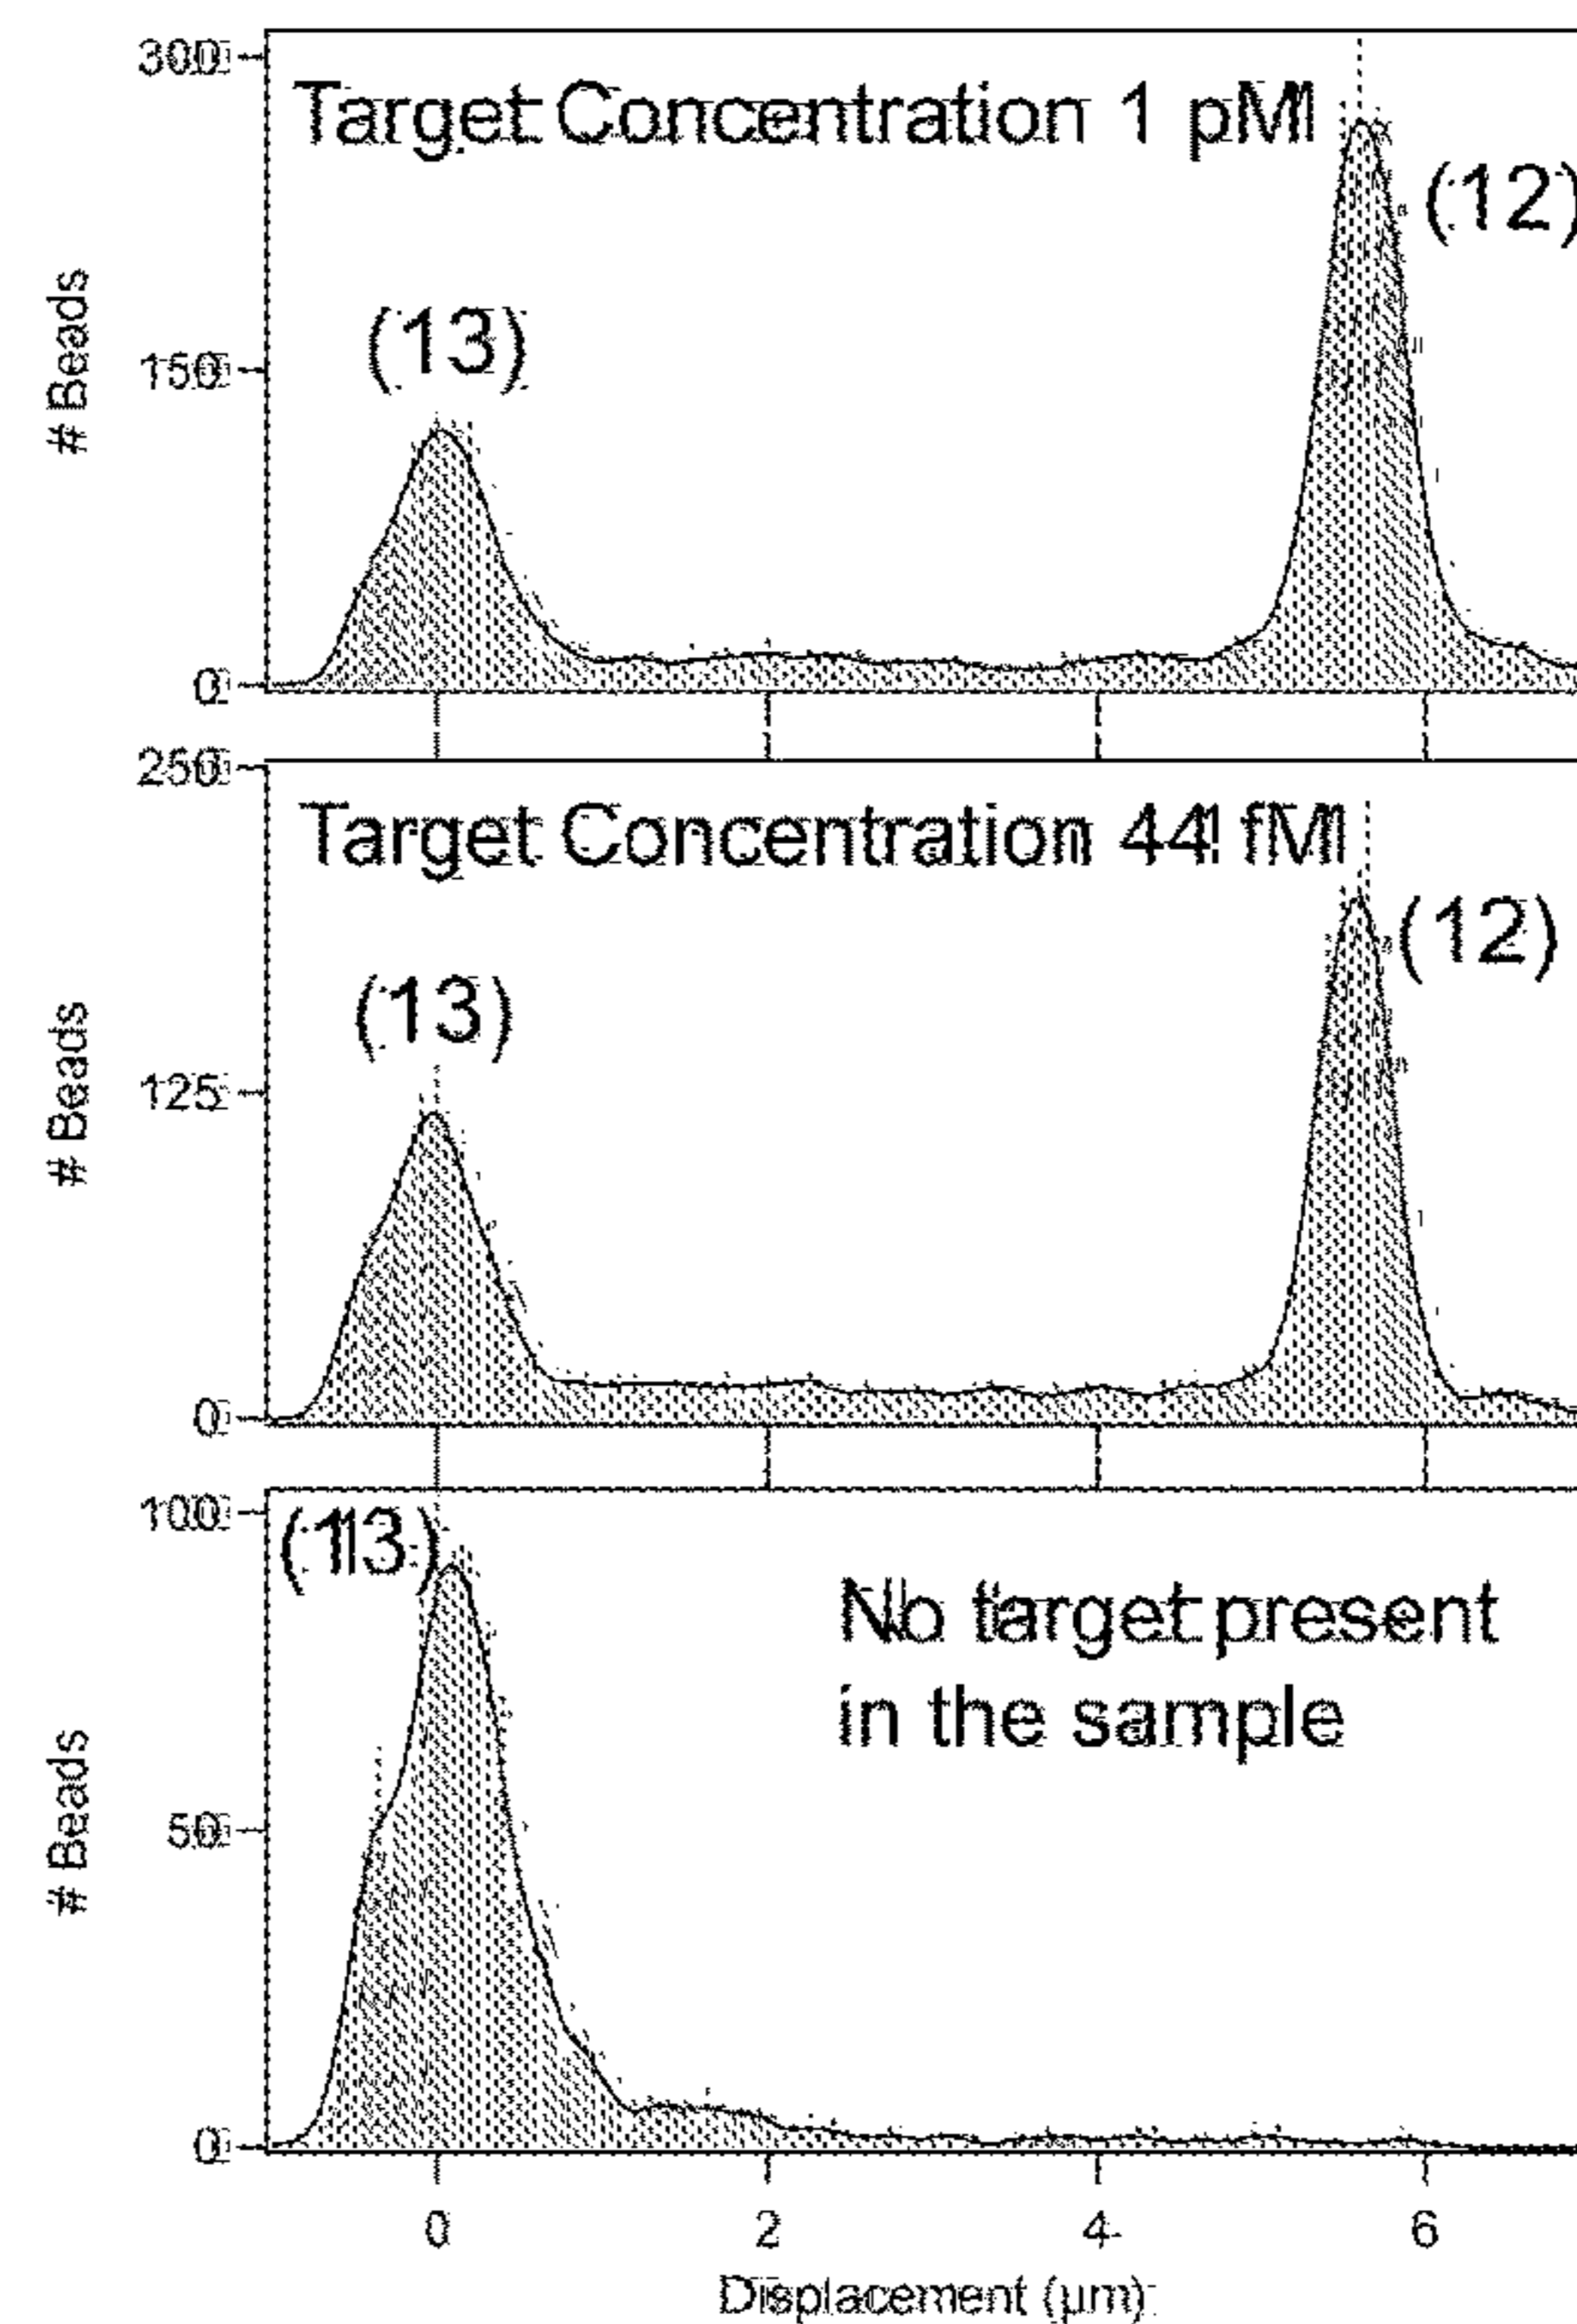 300
Target Concentration 1 pM
(12)
(13)
150
# Beads
0
250
Target Concentration 44 fM
(12)
(13)
125
# Beads
0
100
(13)
No target present
in the sample
50
# Beads
0
0 2 4 6
Displacement (µm)